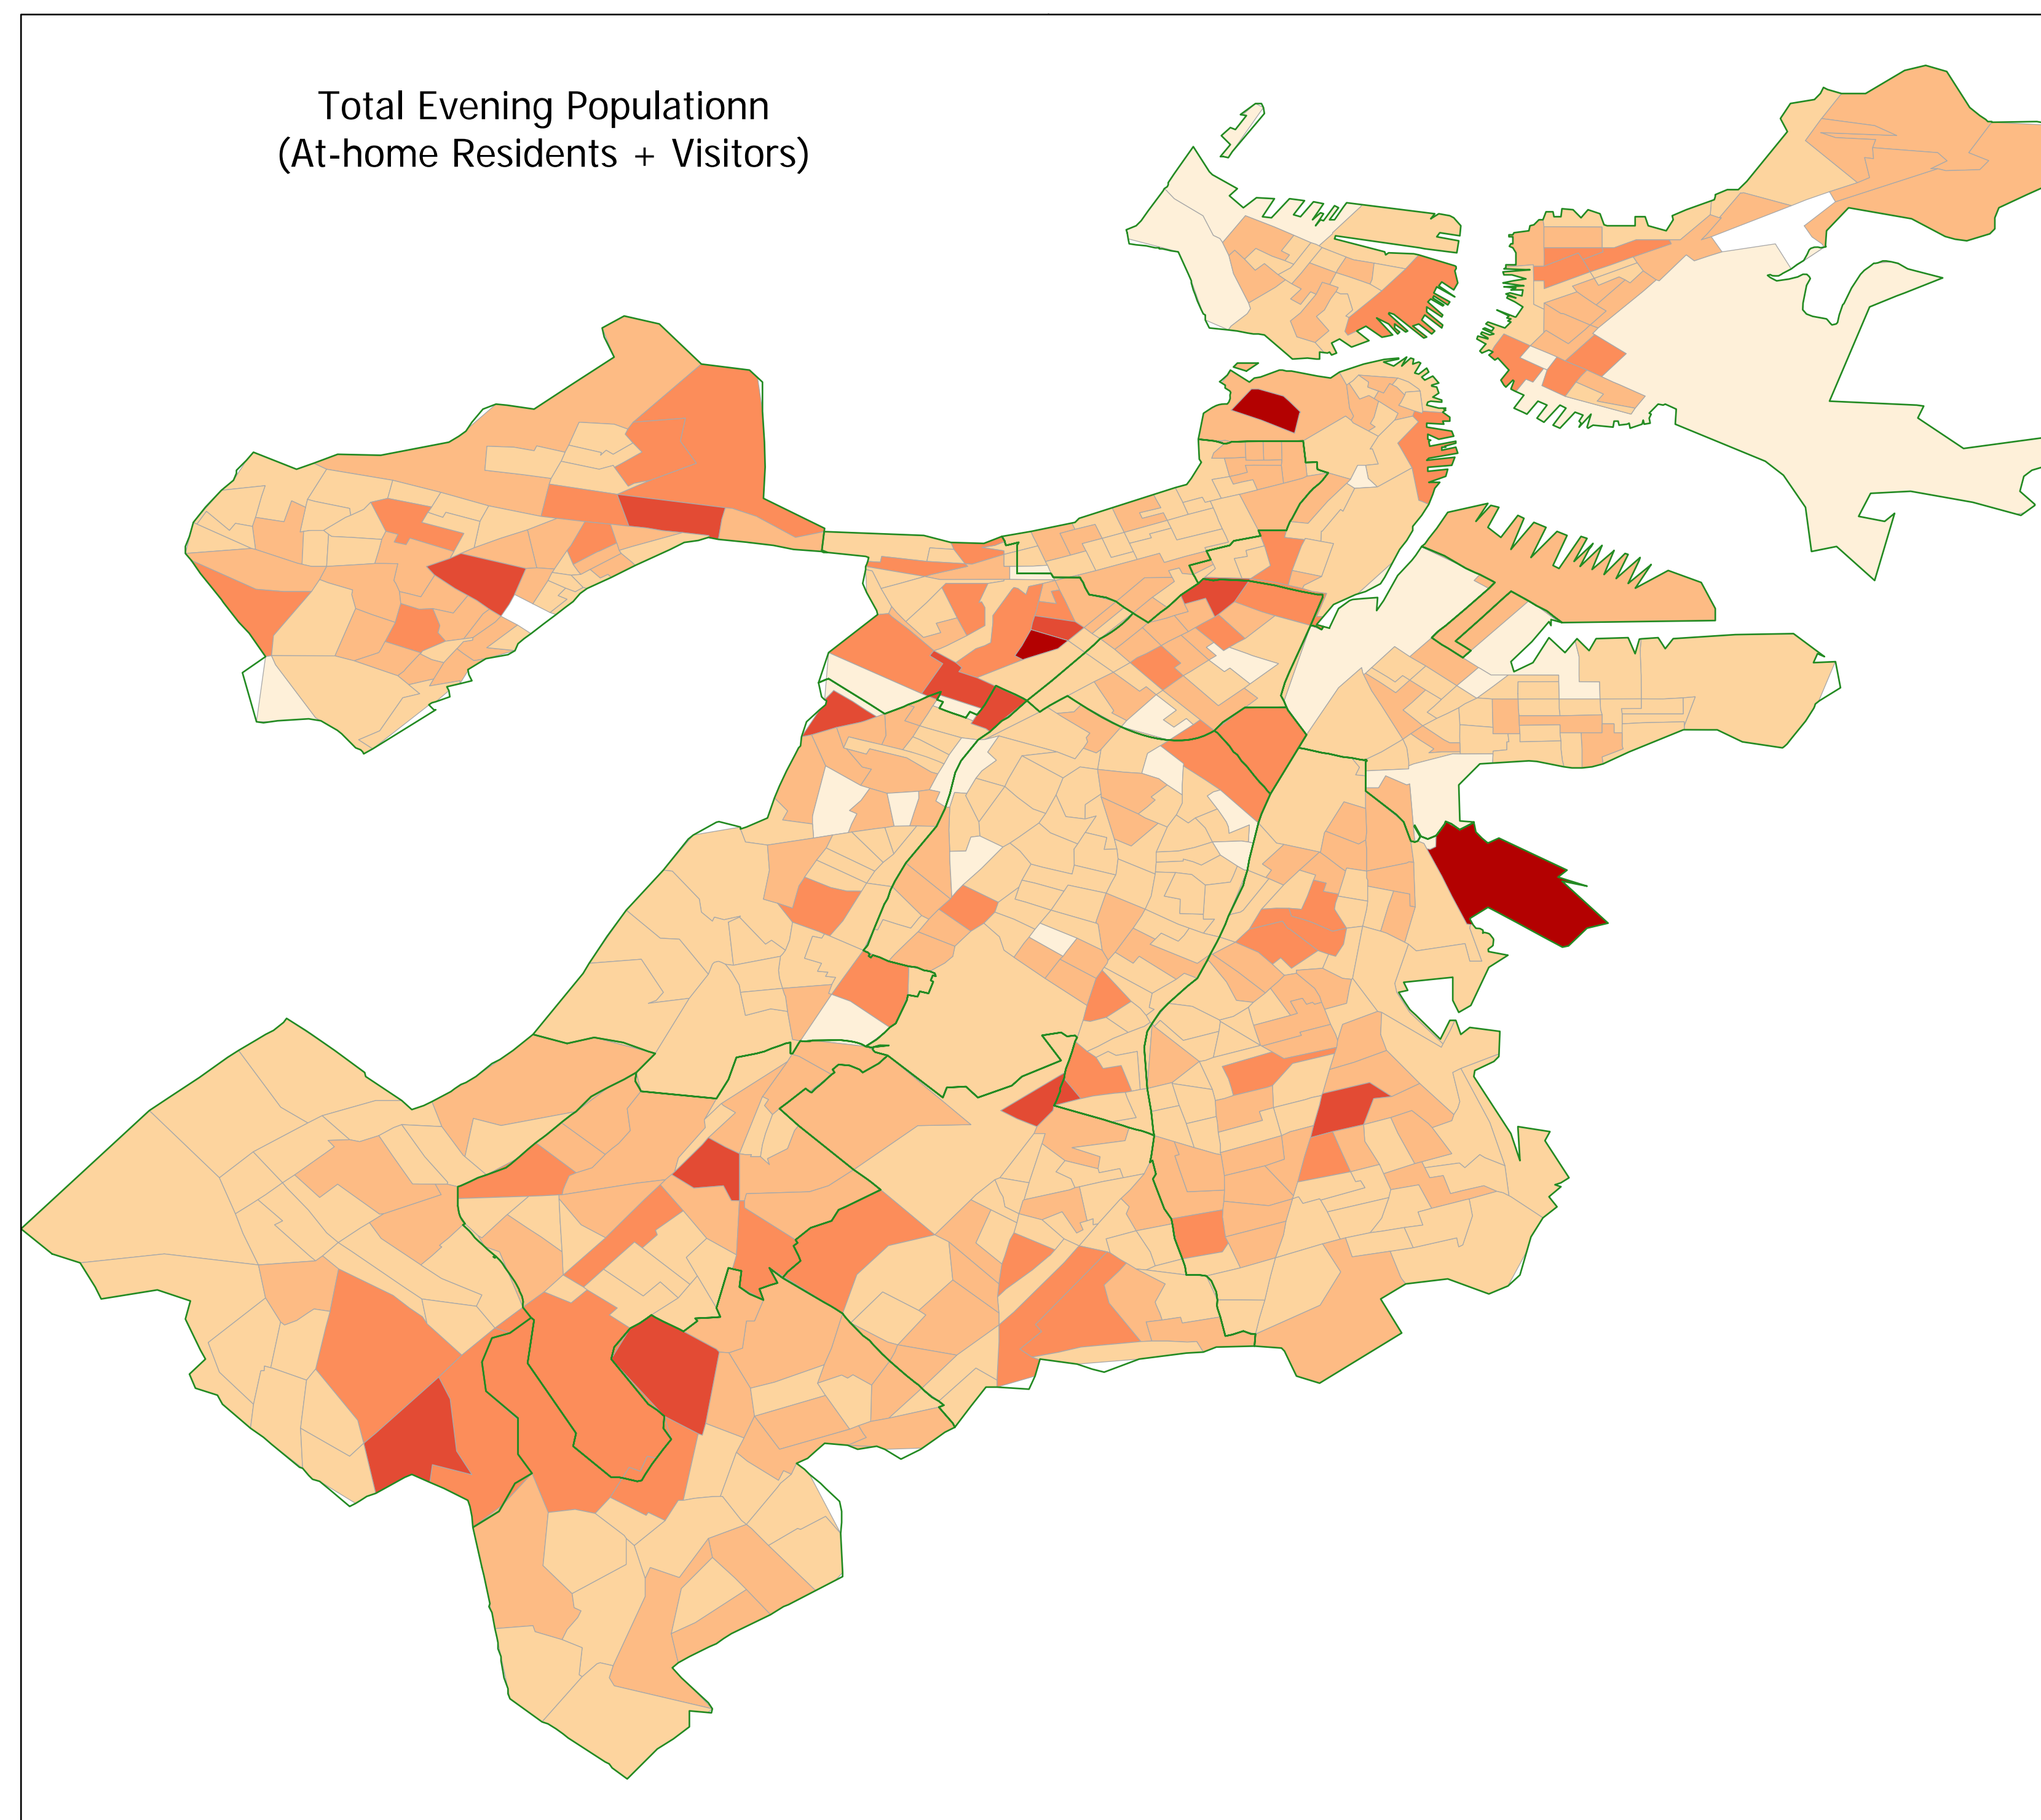 Total Evening Populationn
(At-home Residents + Visitors)